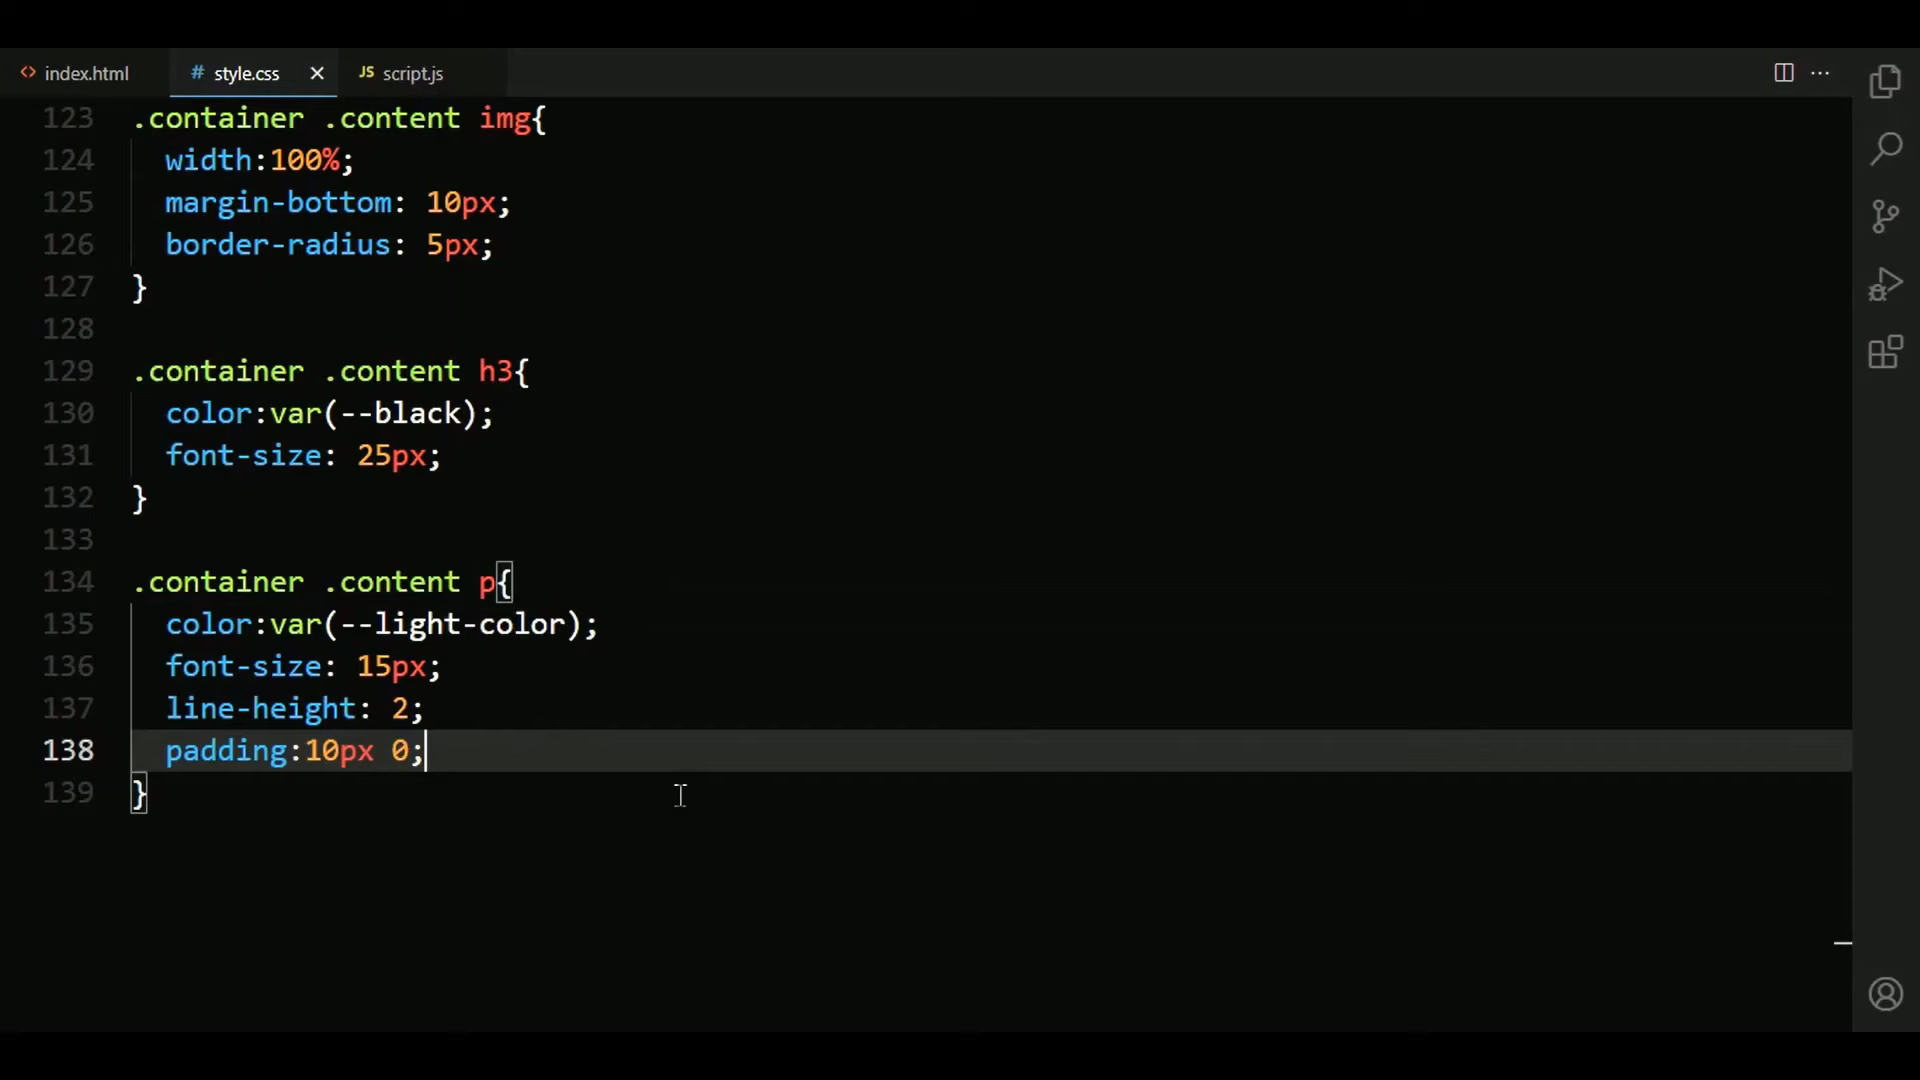 index.html
style.css
JS script.js
123 .container .content img{
124 width:100%;
125 margin-bottom: 10px;
126 border-radius: 5px;
127 }
128
129 .container .content h3{
130 color:var(--black);
131 font-size: 25px;
132 }
133
134 .container .content p{
135 color:var(--light-color);
136 font-size: 15px;
137 line-height: 2;
138 padding:10px 0;
139 }